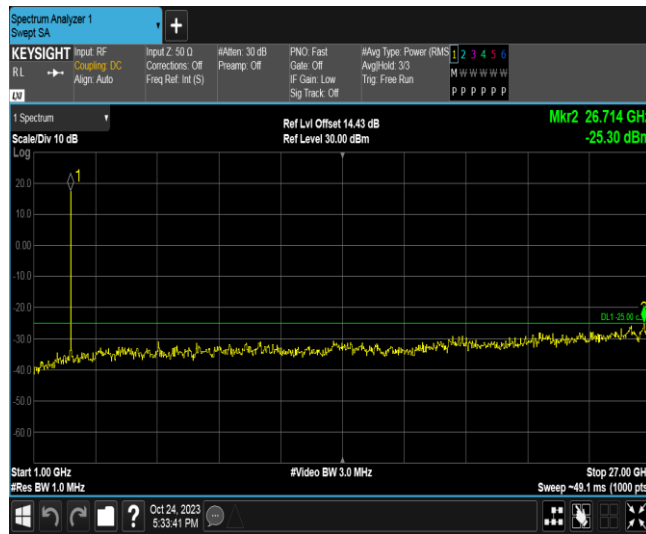 Spectrum Analyzer 1
Swept SA
+
KEYSIGHT
RL
LXI
Input: RF
Coupling: DC
Align: Auto
Input Z: 50 Ω
Corrections: Off
Freq Ref: Int (S)
#Atten: 30 dB
Preamp: Off
PNO: Fast
Gate: Off
IF Gain: Low
Sig Track: Off
#Avg Type: Power (RMS
Avg|Hold: 3/3
Trig: Free Run
1 2 3 4 5 6
M W W W W W
P P P P P P
1 Spectrum
Scale/Div 10 dB
Ref Lvl Offset 14.43 dB
Ref Level 30.00 dBm
Mkr2 26.714 GHz
-25.30 dBm
Log
20.0
10.0
0.00
-10.0
-20.0
-30.0
-40.0
-50.0
-60.0
1
2
DL1 -25.00 d
Start 1.00 GHz
#Res BW 1.0 MHz
#Video BW 3.0 MHz
Stop 27.00 GHz
Sweep ~49.1 ms (1000 pts)
?
Oct 24, 2023
5:33:41 PM